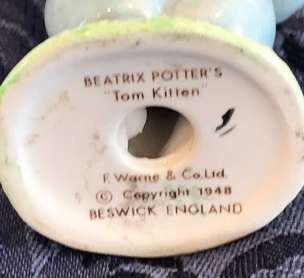 BEATRIX POTTER'S
"Tom Kitten"
F. Warne & Co. Ltd.
© Copyright 1948
BESWICK ENGLAND